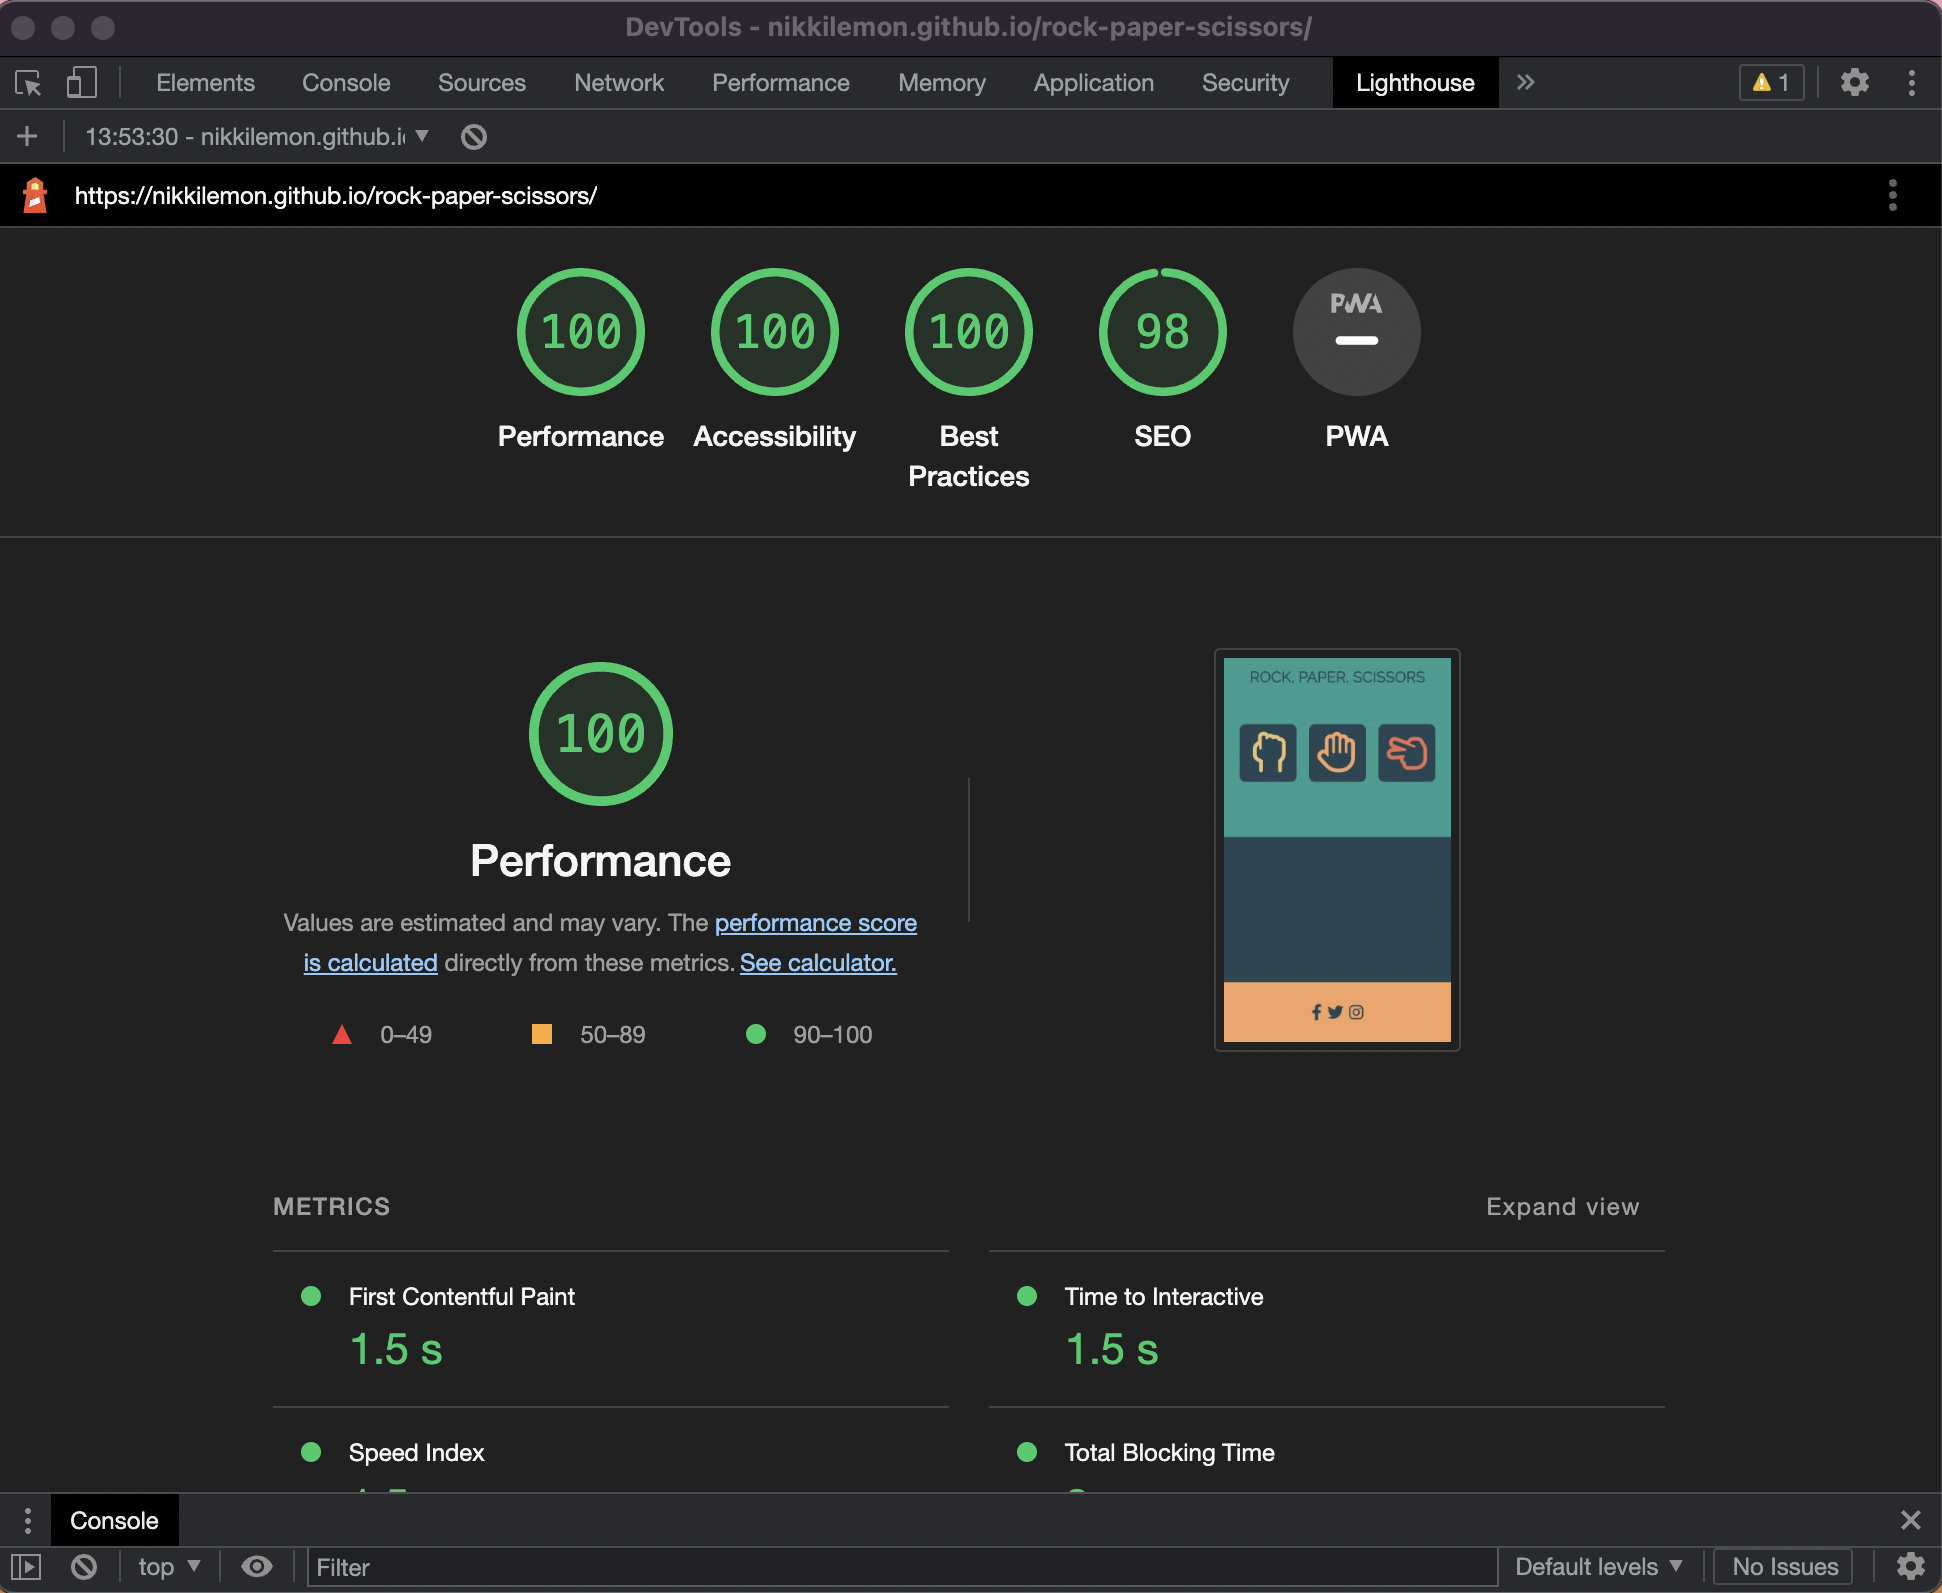 DevTools - nikkilemon.github.io/rock-paper-scissors/
Elements Console Sources Network Performance Memory Application Security Lighthouse 1
13:53:30 - nikkilemon.github.i
https://nikkilemon.github.io/rock-paper-scissors/
100 100 100 98 PWA
Performance Accessibility Best Practices SEO PWA
100
Performance
Values are estimated and may vary. The performance score
is calculated directly from these metrics. See calculator.
0–49 50–89 90–100
ROCK, PAPER, SCISSORS
METRICS Expand view
First Contentful Paint
1.5 s
Time to Interactive
1.5 s
Speed Index
Total Blocking Time
Console
top Filter Default levels No Issues